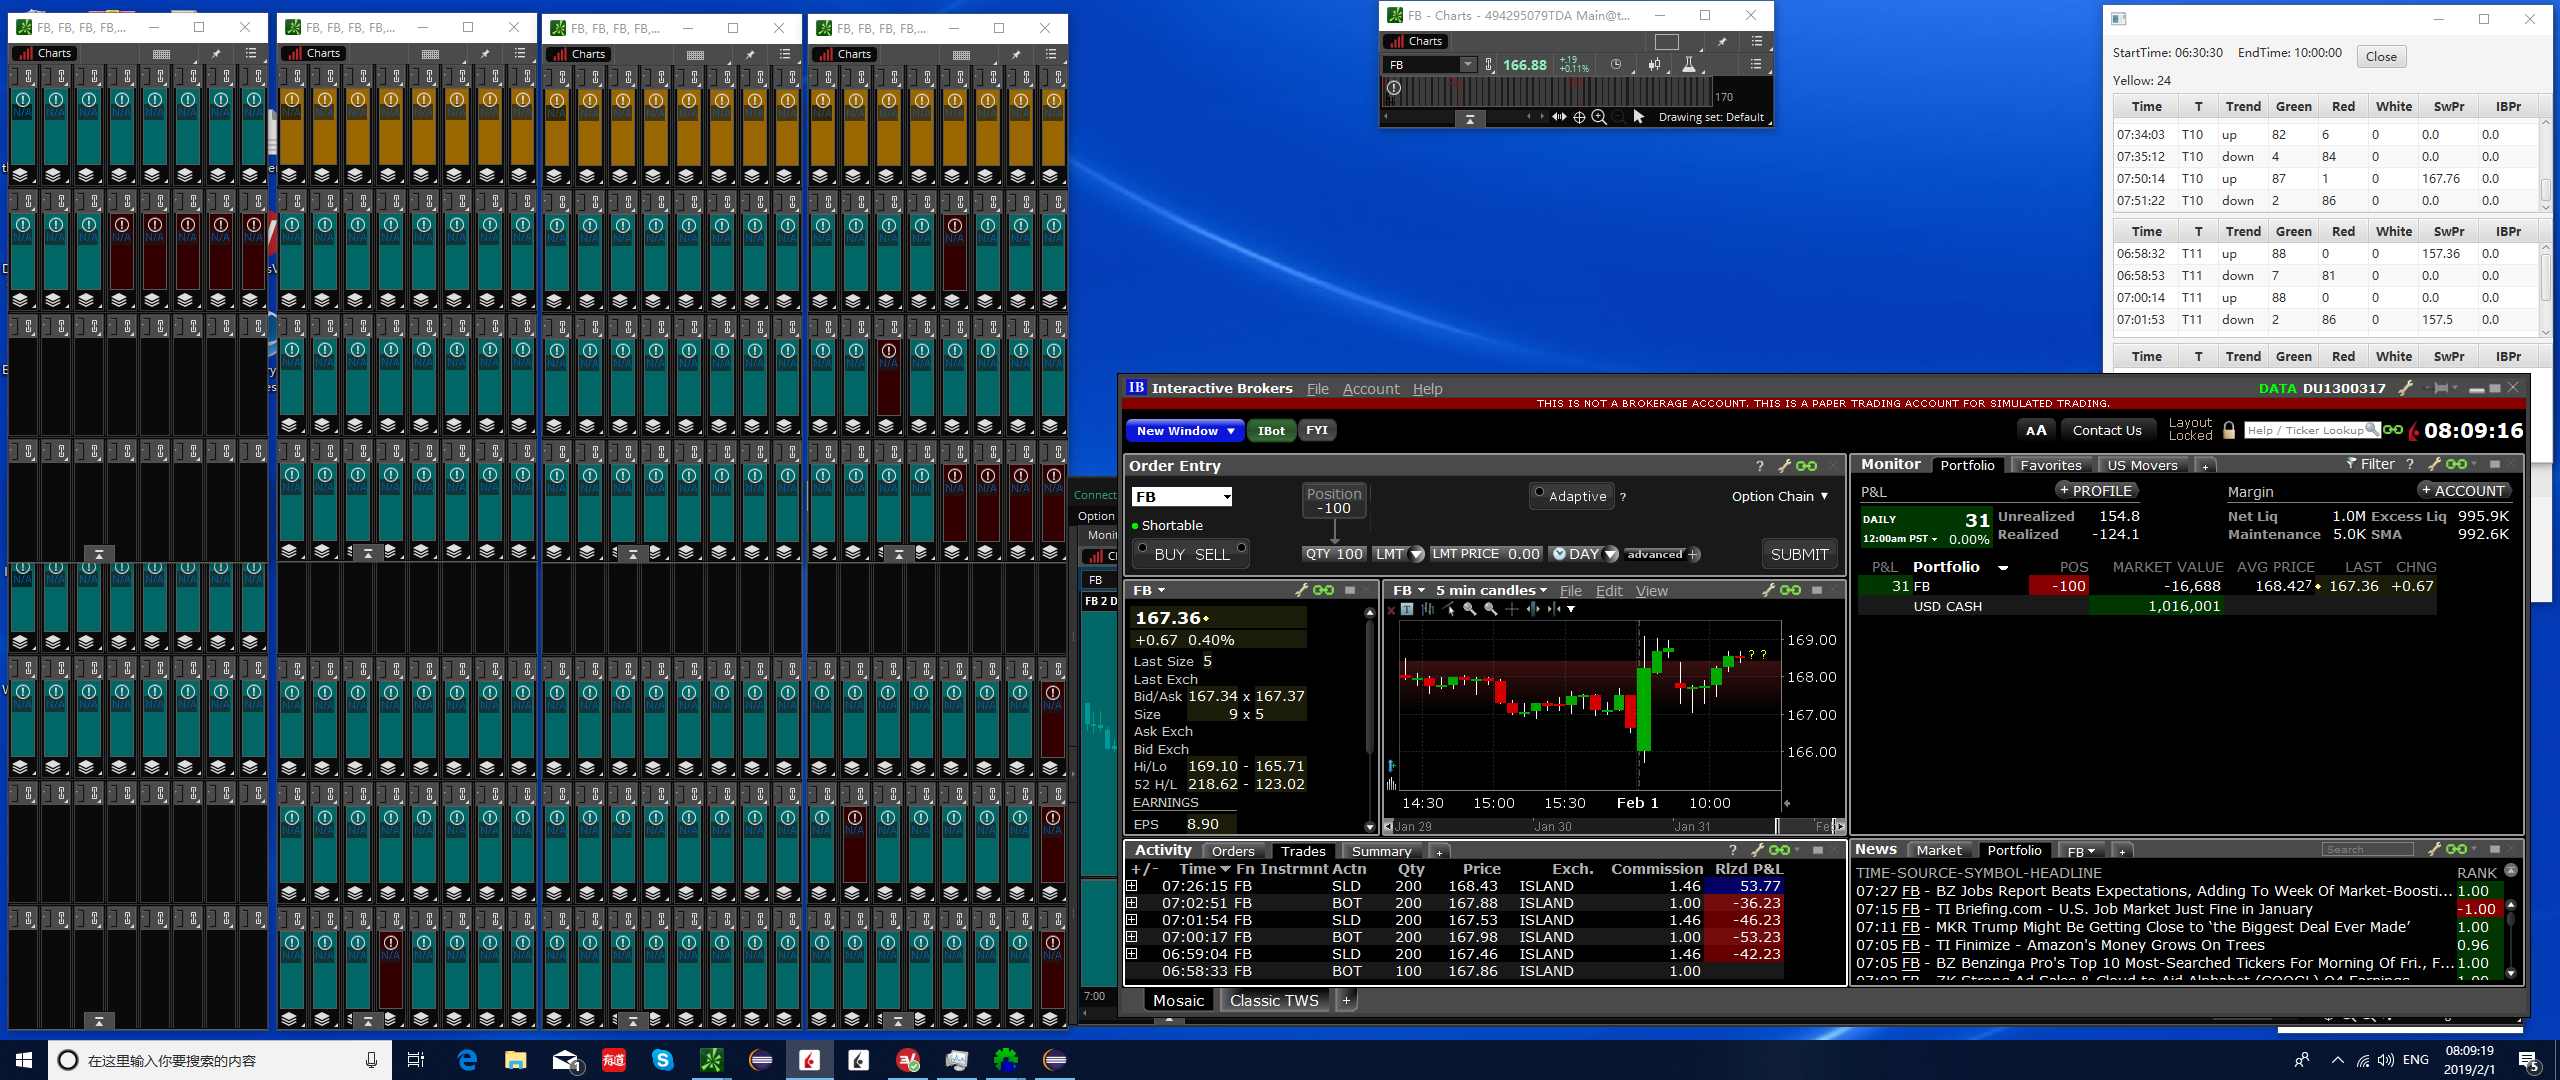 FB, FB, FB, FB,...
Charts
FB, FB, FB, FB,...
Charts
FB, FB, FB, FB,...
Charts
FB, FB, FB, FB,...
Charts
N/A
FB - Charts - 494295079TDA Main@t...
Charts
FB
166.88
+.19
+0.11%
170
Drawing set: Default
StartTime: 06:30:30 EndTime: 10:00:00 Close
Yellow: 24
Time T Trend Green Red White SwPr IBPr
07:34:03 T10 up 82 6 0 0.0 0.0
07:35:12 T10 down 4 84 0 0.0 0.0
07:50:14 T10 up 87 1 0 167.76 0.0
07:51:22 T10 down 2 86 0 0.0 0.0
Time T Trend Green Red White SwPr IBPr
06:58:32 T11 up 88 0 0 157.36 0.0
06:58:53 T11 down 7 81 0 0.0 0.0
07:00:14 T11 up 88 0 0 0.0 0.0
07:01:53 T11 down 2 86 0 157.5 0.0
Time T Trend Green Red White SwPr IBPr
IB Interactive Brokers File Account Help
DATA DU1300317
THIS IS NOT A BROKERAGE ACCOUNT. THIS IS A PAPER TRADING ACCOUNT FOR SIMULATED TRADING.
New Window IBot FYI
AA Contact Us Layout Locked Help / Ticker Lookup 08:09:16
Order Entry ?
FB
Position
-100
Adaptive ?
Option Chain
Shortable
BUY SELL
QTY 100 LMT LMT PRICE 0.00 DAY advanced + SUBMIT
Monitor Portfolio Favorites US Movers + Filter ?
P&L + PROFILE
Margin + ACCOUNT
DAILY 31
12:00am PST 0.00%
Unrealized 154.8
Realized -124.1
Net Liq 1.0M Excess Liq 995.9K
Maintenance 5.0K SMA 992.6K
P&L Portfolio POS MARKET VALUE AVG PRICE LAST CHNG
31 FB -100 -16,688 168.427 167.36 +0.67
USD CASH 1,016,001
FB
167.36
+0.67 0.40%
Last Size 5
Last Exch
Bid/Ask 167.34 x 167.37
Size 9 x 5
Ask Exch
Bid Exch
Hi/Lo 169.10 - 165.71
52 H/L 218.62 - 123.02
EARNINGS
EPS 8.90
FB 5 min candles File Edit View
169.00
168.00
167.00
166.00
? ?
14:30 15:00 15:30 Feb 1 10:00
Jan 29 Jan 30 Jan 31
Activity Orders Trades Summary + ?
+/- Time Fn Instrmnt Actn Qty Price Exch. Commission Rlzd P&L
07:26:15 FB SLD 200 168.43 ISLAND 1.46 53.77
07:02:51 FB BOT 200 167.88 ISLAND 1.00 -36.23
07:01:54 FB SLD 200 167.53 ISLAND 1.46 -46.23
07:00:17 FB BOT 200 167.98 ISLAND 1.00 -53.23
06:59:04 FB SLD 200 167.46 ISLAND 1.46 -42.23
06:58:33 FB BOT 100 167.86 ISLAND 1.00
News Market Portfolio FB + Search
TIME-SOURCE-SYMBOL-HEADLINE RANK
07:27 FB - BZ Jobs Report Beats Expectations, Adding To Week Of Market-Boosti... 1.00
07:15 FB - TI Briefing.com - U.S. Job Market Just Fine in January -1.00
07:11 FB - MKR Trump Might Be Getting Close to ‘the Biggest Deal Ever Made’ 1.00
07:05 FB - TI Finimize - Amazon's Money Grows On Trees 0.96
07:05 FB - BZ Benzinga Pro's Top 10 Most-Searched Tickers For Morning Of Fri., F... 1.00
Mosaic Classic TWS +
Connect
Option
Monit
FB
FB 2 D
7:00
在这里输入你要搜索的内容
ENG
08:09:19
2019/2/1